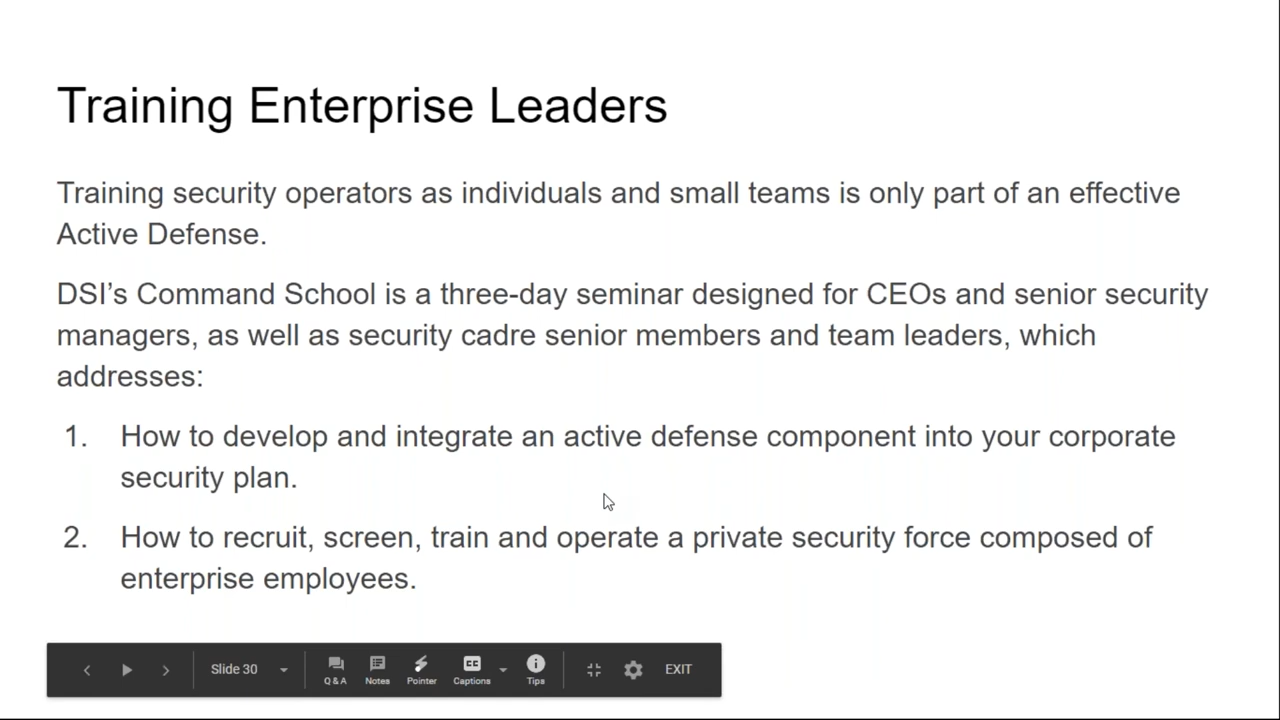 Training Enterprise Leaders
Training security operators as individuals and small teams is only part of an effective
Active Defense.
DSI’s Command School is a three-day seminar designed for CEOs and senior security
managers, as well as security cadre senior members and team leaders, which
addresses:
1. How to develop and integrate an active defense component into your corporate
security plan.
2. How to recruit, screen, train and operate a private security force composed of
enterprise employees.
Slide 30
Q & A Notes Pointer CC Captions Tips EXIT